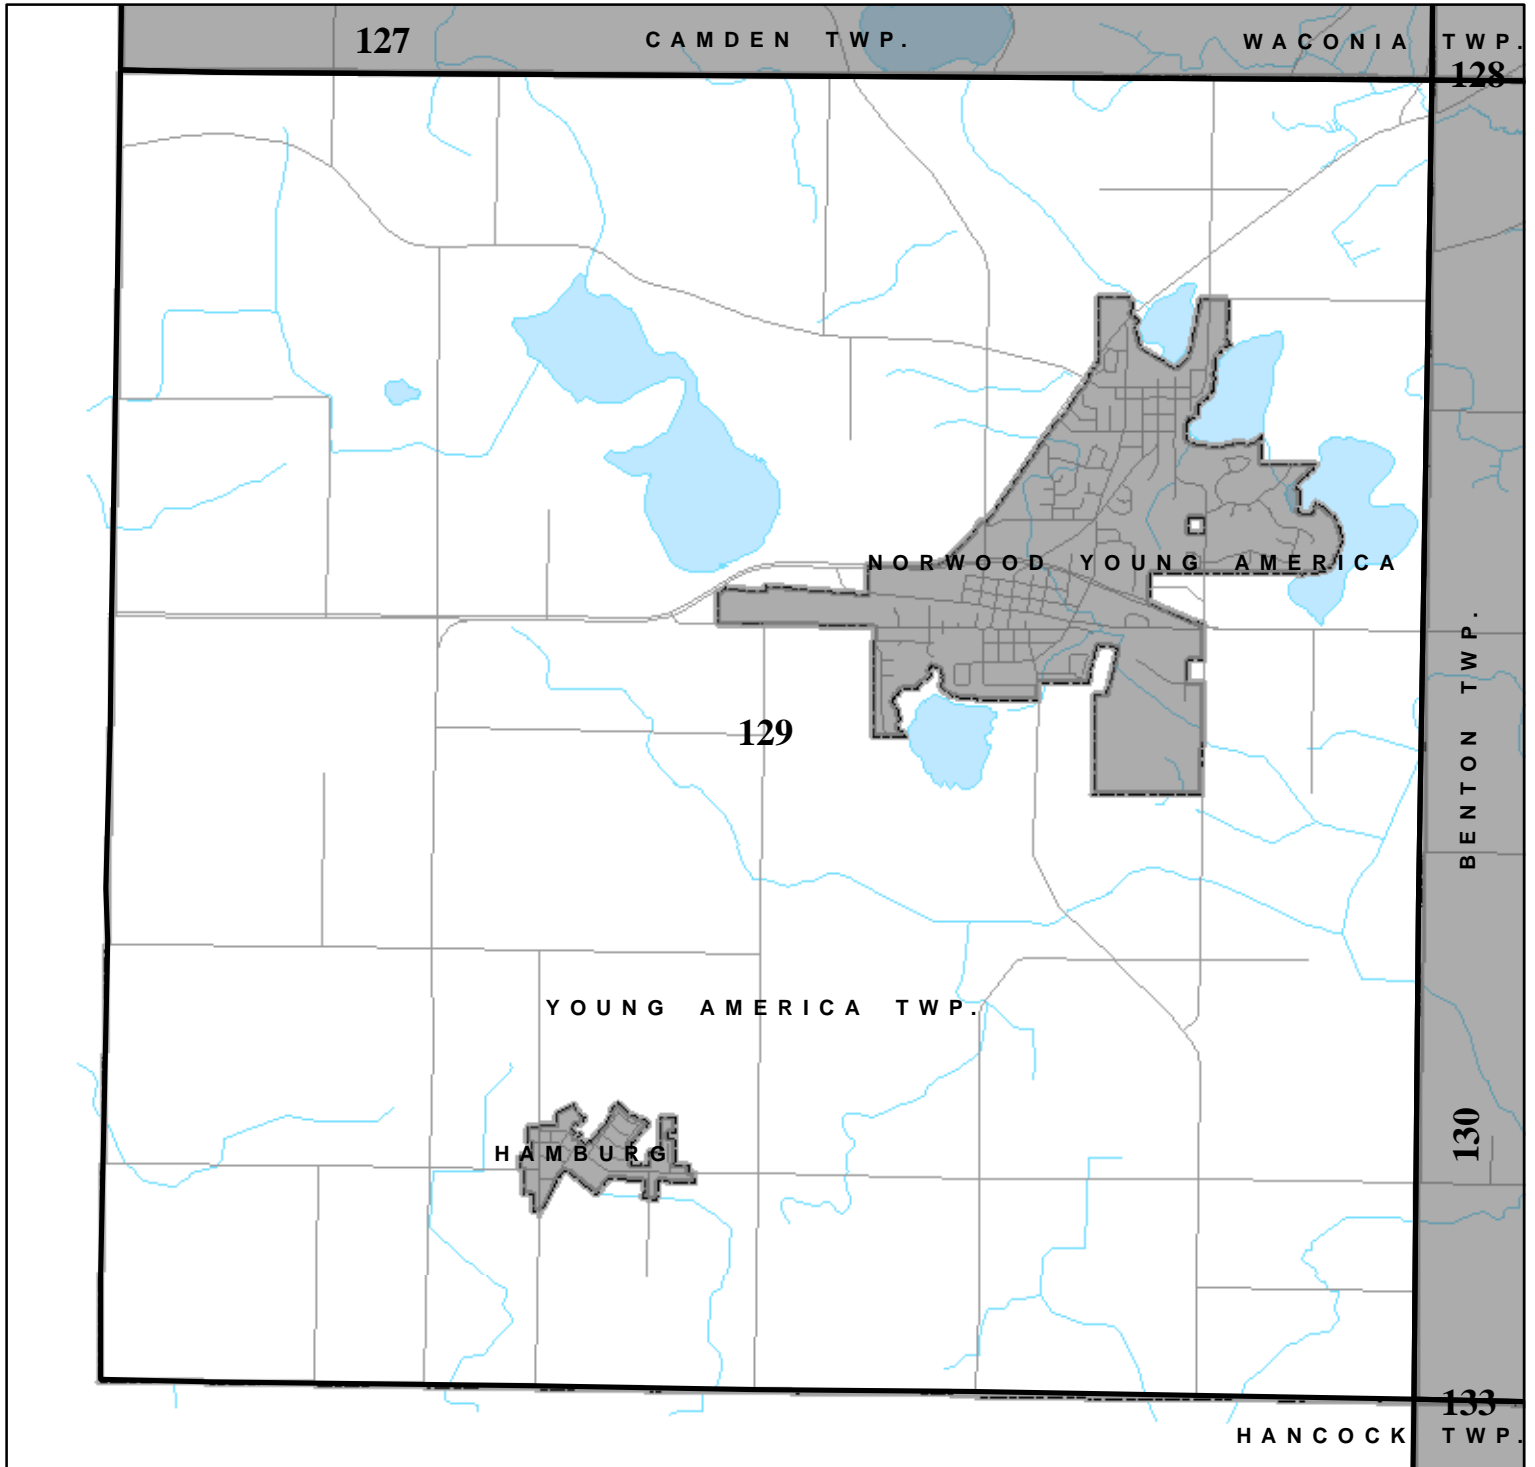 127
CAMDEN TWP.
WACONIA TWP.
128
NORWOOD YOUNG AMERICA
BENTON TWP.
129
YOUNG AMERICA TWP.
HAMBURG
130
133
HANCOCK TWP.